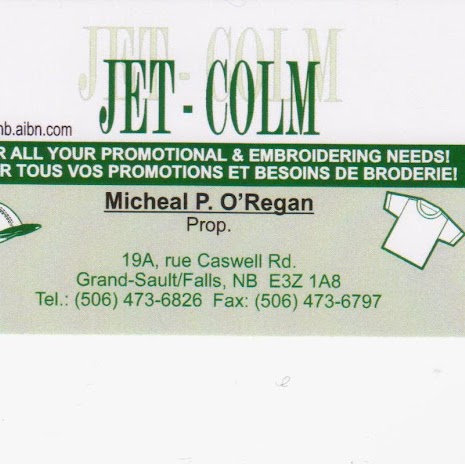 JET - COLM
nb.aibn.com
R ALL YOUR PROMOTIONAL & EMBROIDERING NEEDS!
R TOUS VOS PROMOTIONS ET BESOINS DE BRODERIE!
Micheal P. O'Regan
Prop.
19A, rue Caswell Rd.
Grand-Sault/Falls, NB E3Z 1A8
Tel.: (506) 473-6826 Fax: (506) 473-6797